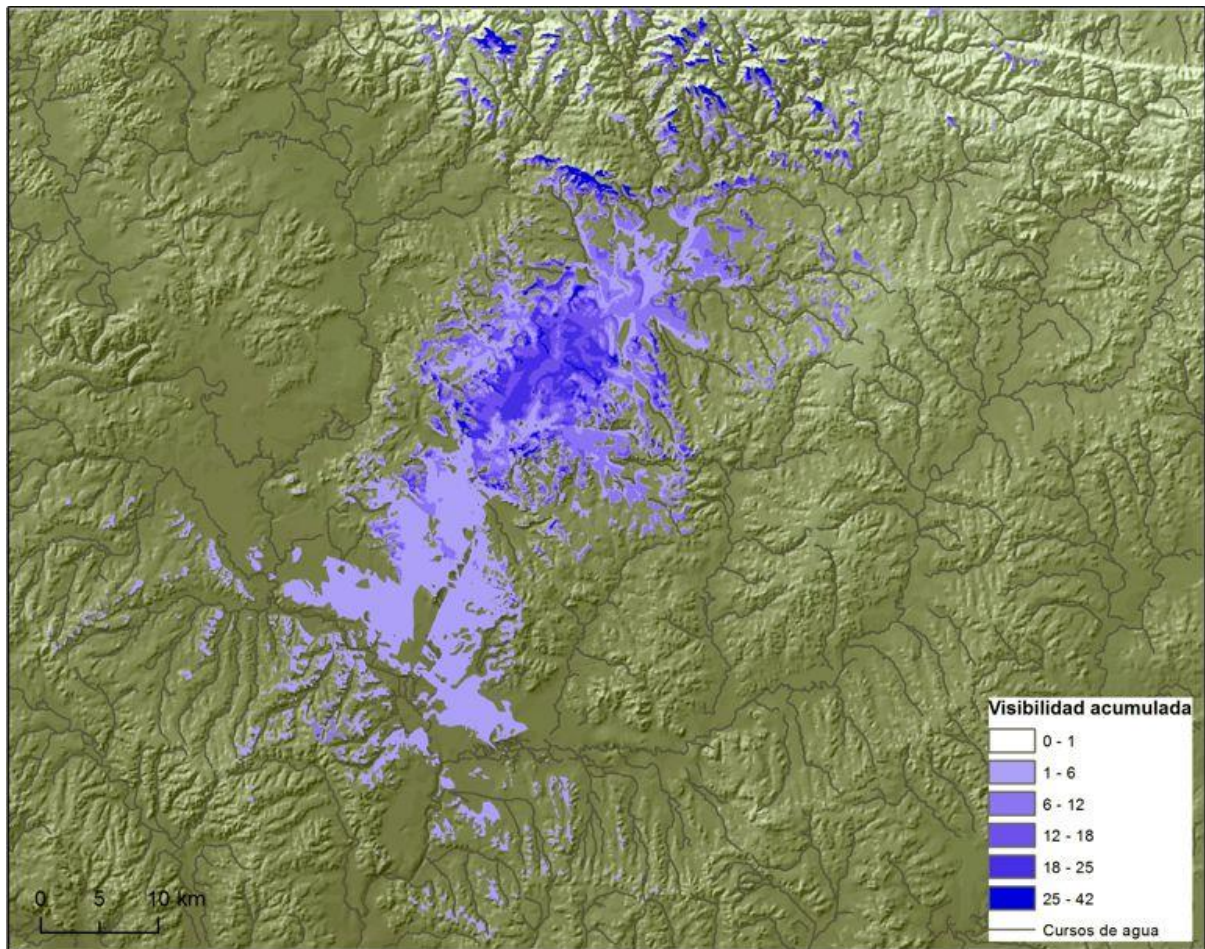 Visibilidad acumulada
0 - 1
1 - 6
6 - 12
12 - 18
18 - 25
25 - 42
Cursos de agua
0 5 10 km